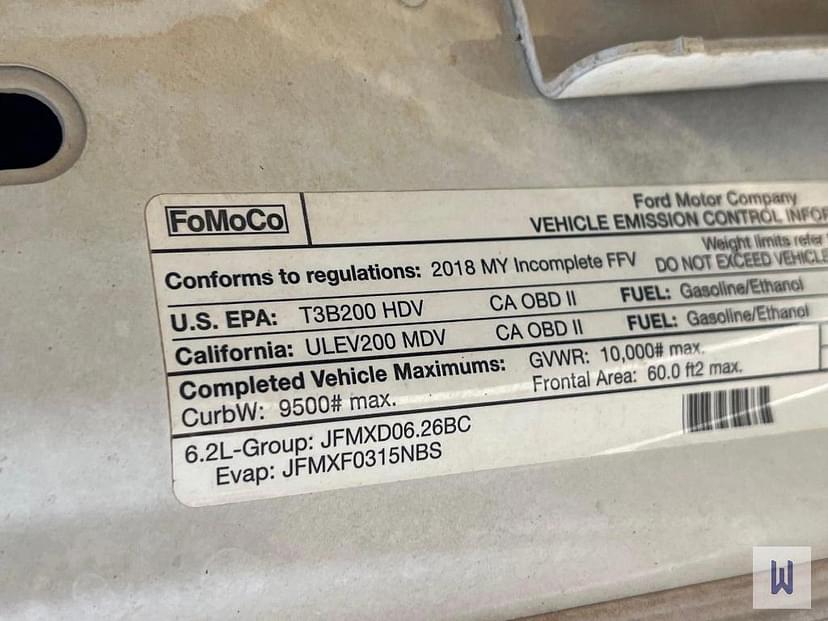 FoMoCo
Ford Motor Company
VEHICLE EMISSION CONTROL INFOR
Conforms to regulations: 2018 MY Incomplete FFV
Weight limits refer
DO NOT EXCEED VEHICLE
U.S. EPA: T3B200 HDV CA OBD II FUEL: Gasoline/Ethanol
California: ULEV200 MDV CA OBD II FUEL: Gasoline/Ethanol
Completed Vehicle Maximums: GVWR: 10,000# max.
CurbW: 9500# max. Frontal Area: 60.0 ft2 max.
6.2L-Group: JFMXD06.26BC
Evap: JFMXF0315NBS
W